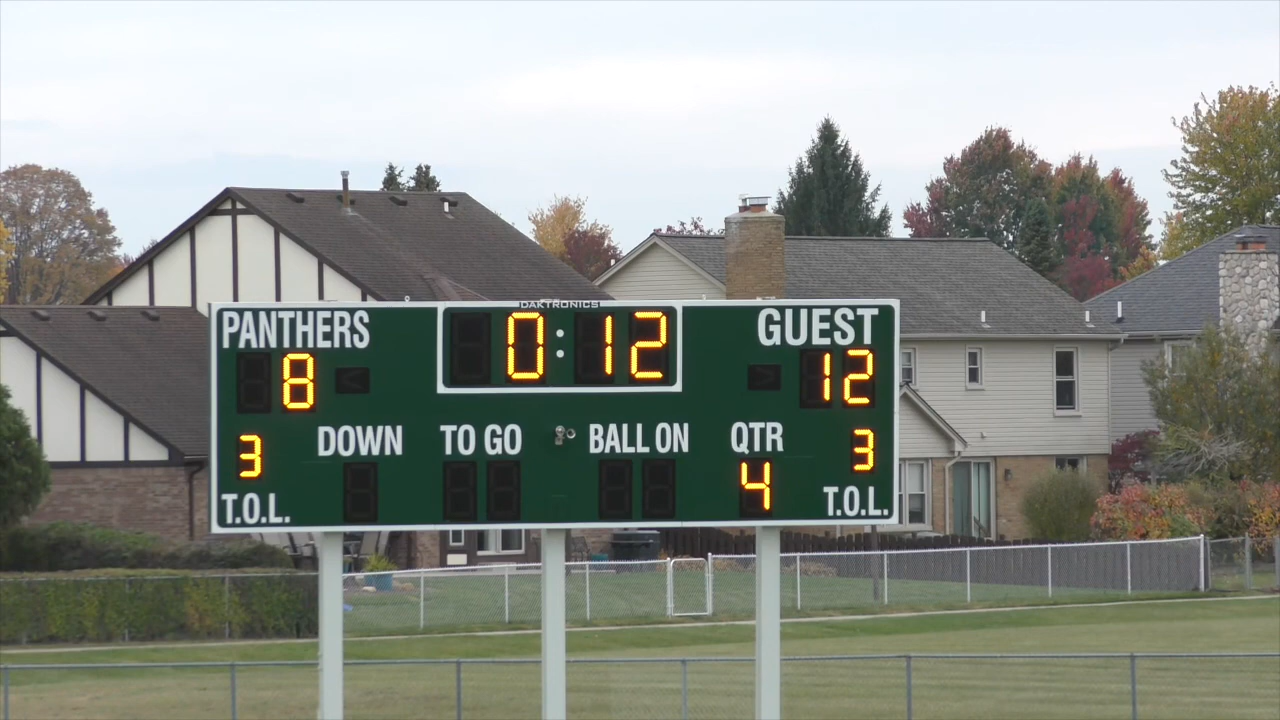 DAKTRONICS
PANTHERS 0:12 GUEST
8 12
3 DOWN TO GO BALL ON QTR 3
4
T.O.L. T.O.L.